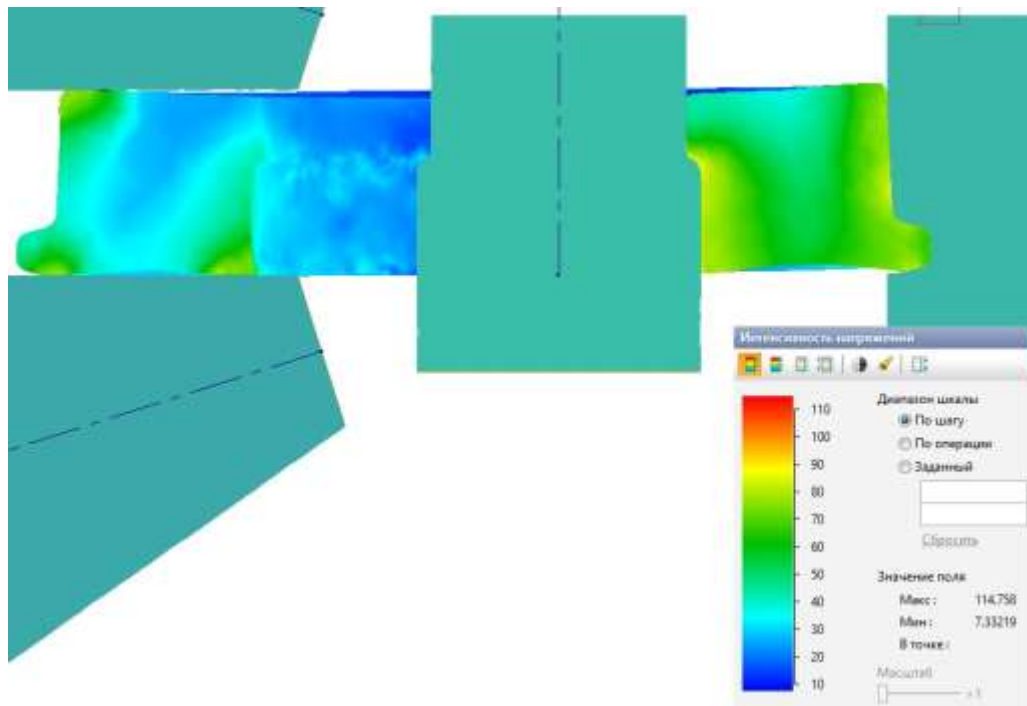 Интенсивность напряжений
Диапазон шкалы
По шагу
По операции
Заданный
Сбросить
Значение поля
Макс : 114.758
Мин : 7.33219
В точке :
Масштаб
x 1
110
100
90
80
70
60
50
40
30
20
10